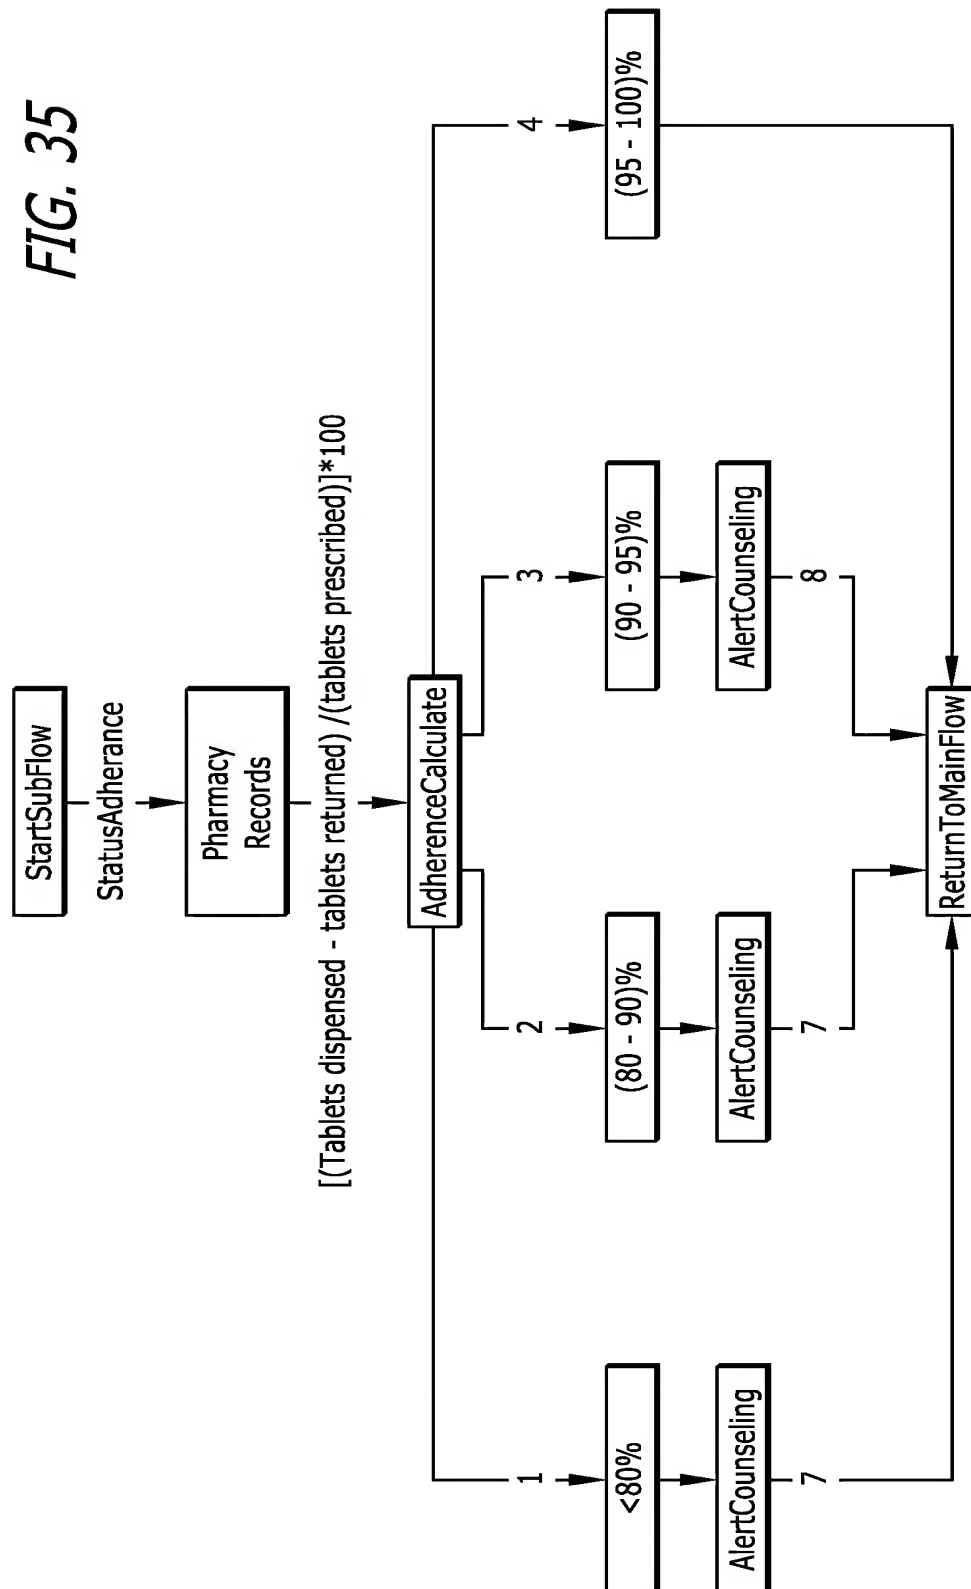 FIG. 35
StartSubFlow
StatusAdherance
Pharmacy
Records
[(Tablets dispensed - tablets returned) /(tablets prescribed)]*100
AdherenceCalculate
1
2
3
4
<80%
(80 - 90)%
(90 - 95)%
(95 - 100)%
AlertCounseling
AlertCounseling
AlertCounseling
7
7
8
ReturnToMainFlow